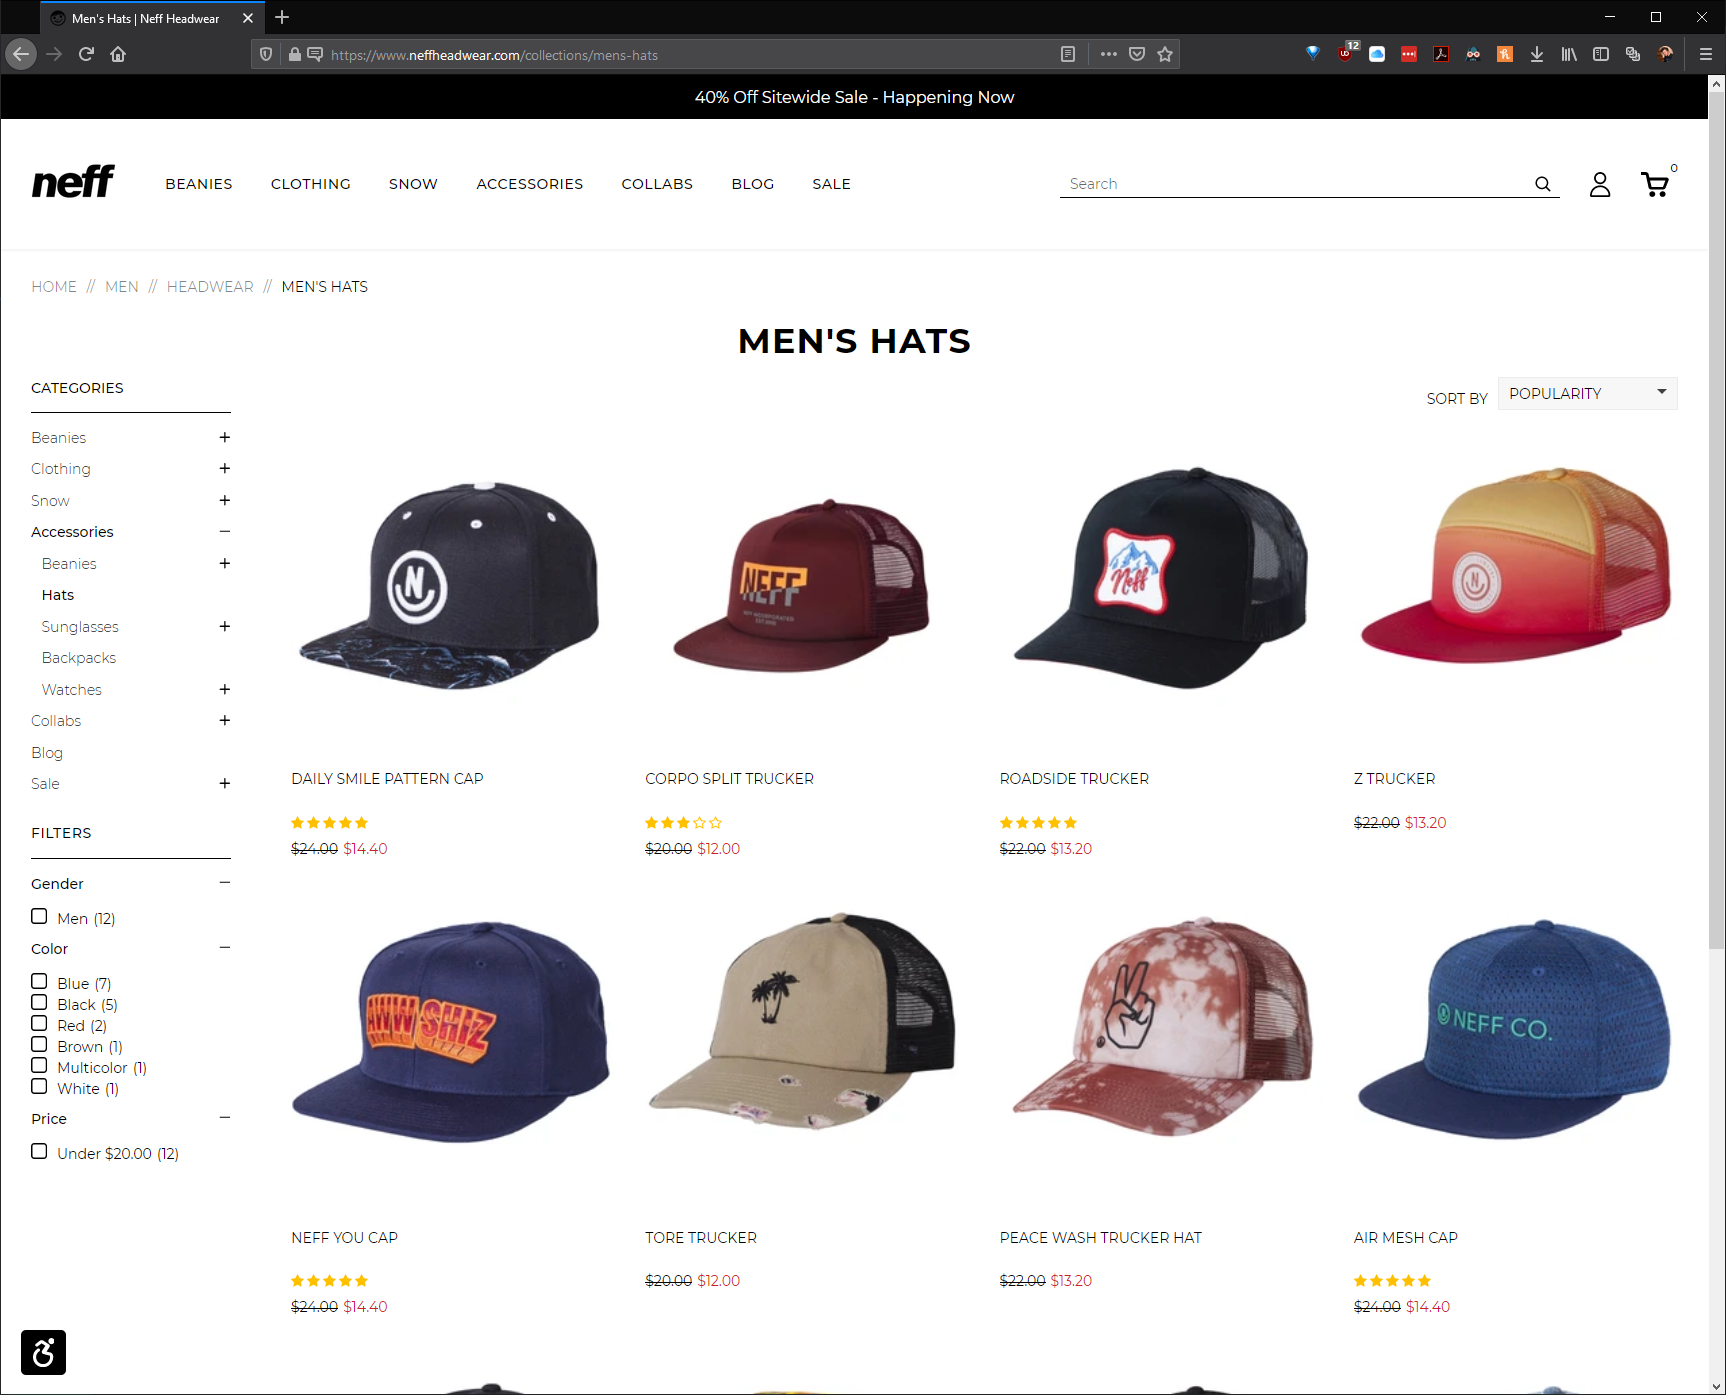 Men's Hats | Neff Headwear
https://www.neffheadwear.com/collections/mens-hats
12
40% Off Sitewide Sale - Happening Now
neff
BEANIES
CLOTHING
SNOW
ACCESSORIES
COLLABS
BLOG
SALE
Search
0
HOME // MEN // HEADWEAR // MEN'S HATS
MEN'S HATS
SORT BY
POPULARITY
CATEGORIES
Beanies
Clothing
Snow
Accessories
Beanies
Hats
Sunglasses
Backpacks
Watches
Collabs
Blog
Sale
FILTERS
Gender
Men (12)
Color
Blue (7)
Black (5)
Red (2)
Brown (1)
Multicolor (1)
White (1)
Price
Under $20.00 (12)
N
DAILY SMILE PATTERN CAP
$24.00 $14.40
NEFF
NEFF INCORPORATED
CORPO SPLIT TRUCKER
$20.00 $12.00
Neff
ROADSIDE TRUCKER
$22.00 $13.20
N
Z TRUCKER
$22.00 $13.20
AWW SHIZ
NEFF YOU CAP
$24.00 $14.40
TORE TRUCKER
$20.00 $12.00
PEACE WASH TRUCKER HAT
$22.00 $13.20
NEFF CO.
AIR MESH CAP
$24.00 $14.40